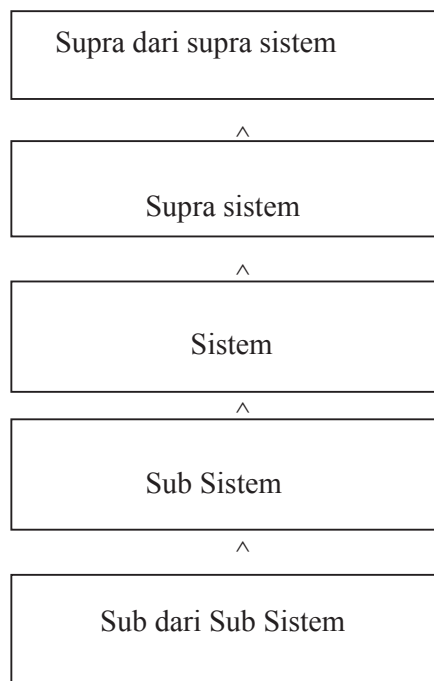 Supra dari supra sistem
^
Supra sistem
^
Sistem
^
Sub Sistem
^
Sub dari Sub Sistem